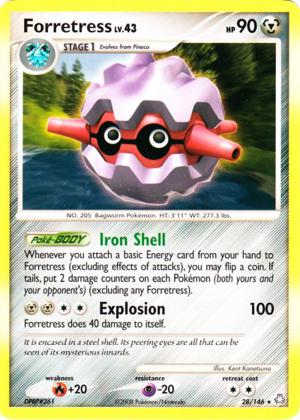 Forretress LV.43 HP 90
STAGE 1 Evolves from Pineco
NO. 205 Bagworm Pokémon HT: 3'11" WT: 277.3 lbs.
Poké-BODY Iron Shell
Whenever you attach a basic Energy card from your hand to
Forretress (excluding effects of attacks), you may flip a coin. If
tails, put 2 damage counters on each Pokémon (both yours and
your opponent's) (excluding any Forretress).
Explosion 100
Forretress does 40 damage to itself.
It is encased in a steel shell. Its peering eyes are all that can be
seen of its mysterious innards.
Illus. Kent Kanetsuna
weakness resistance retreat cost
+20 -20
DPBP#261 ©2008 Pokémon/Nintendo 28/146 ★